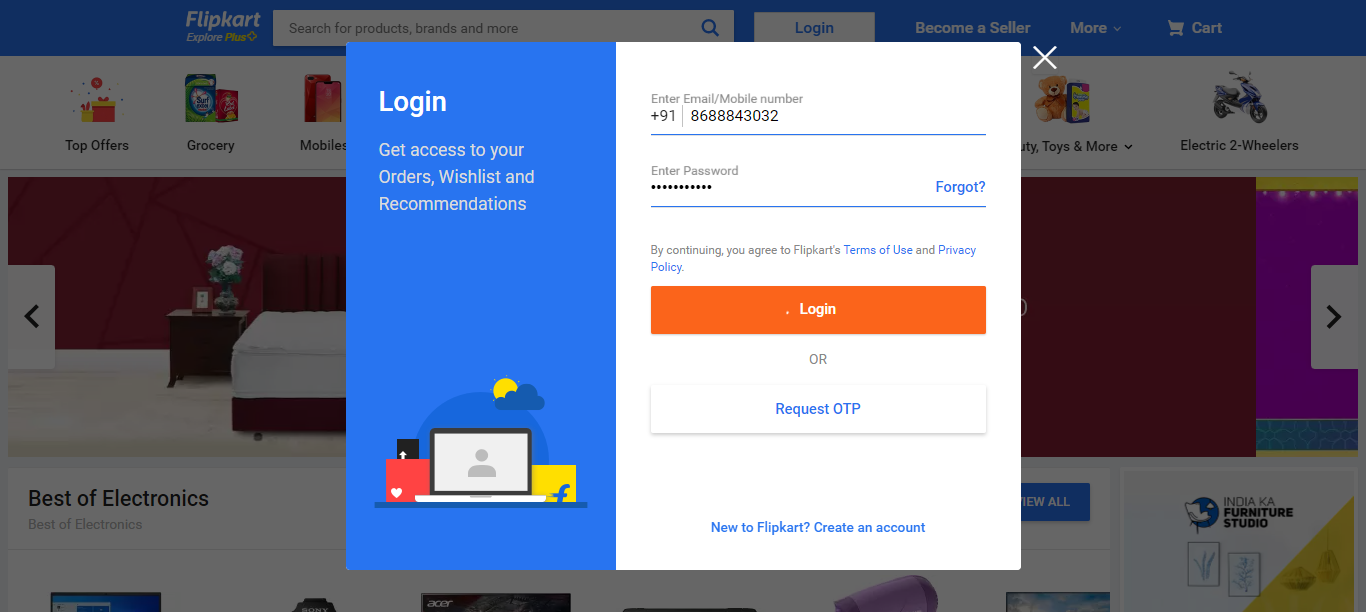 Flipkart
Explore Plus
Search for products, brands and more
Login
Become a Seller
More
Cart
Top Offers
Grocery
Mobiles
uty, Toys & More
Electric 2-Wheelers
Login
Get access to your
Orders, Wishlist and
Recommendations
Enter Email/Mobile number
+91 8688843032
Enter Password
•••••••••••
Forgot?
By continuing, you agree to Flipkart's Terms of Use and Privacy
Policy.
Login
OR
Request OTP
New to Flipkart? Create an account
Best of Electronics
Best of Electronics
IEW ALL
INDIA KA
FURNITURE
STUDIO
SONY
acer